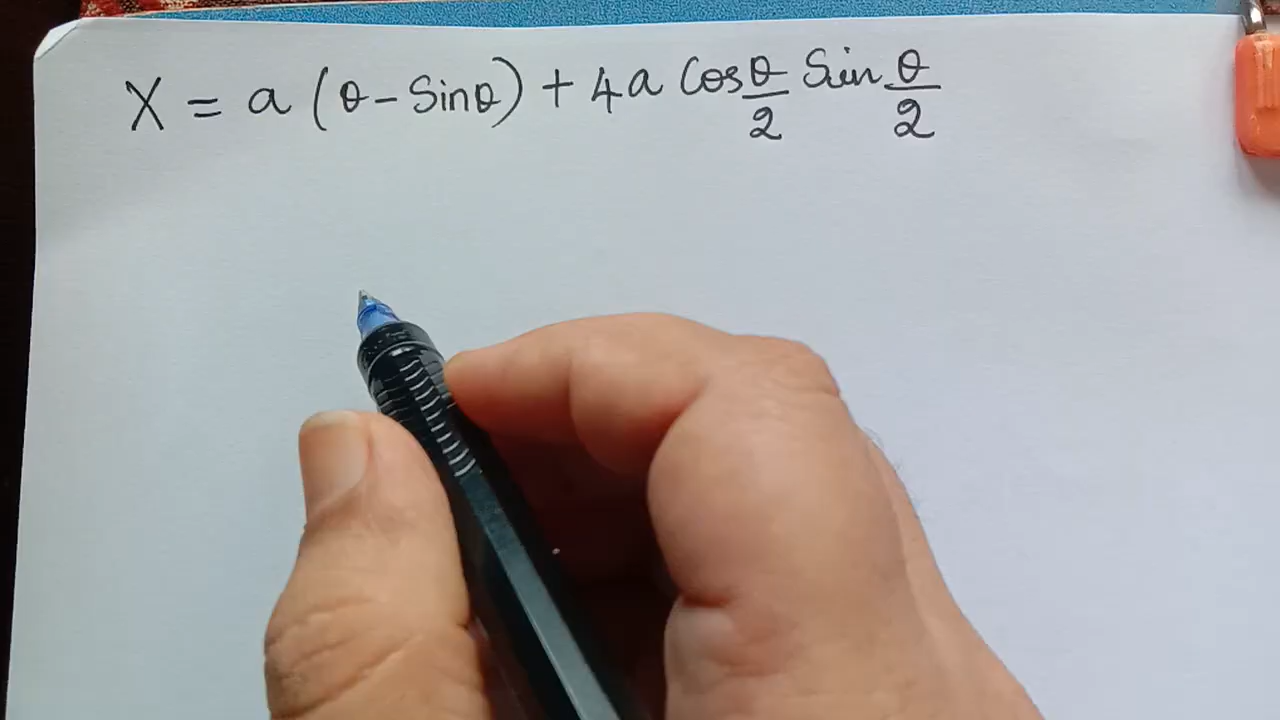 X = a (θ - Sinθ) + 4a Cos θ/2 Sin θ/2